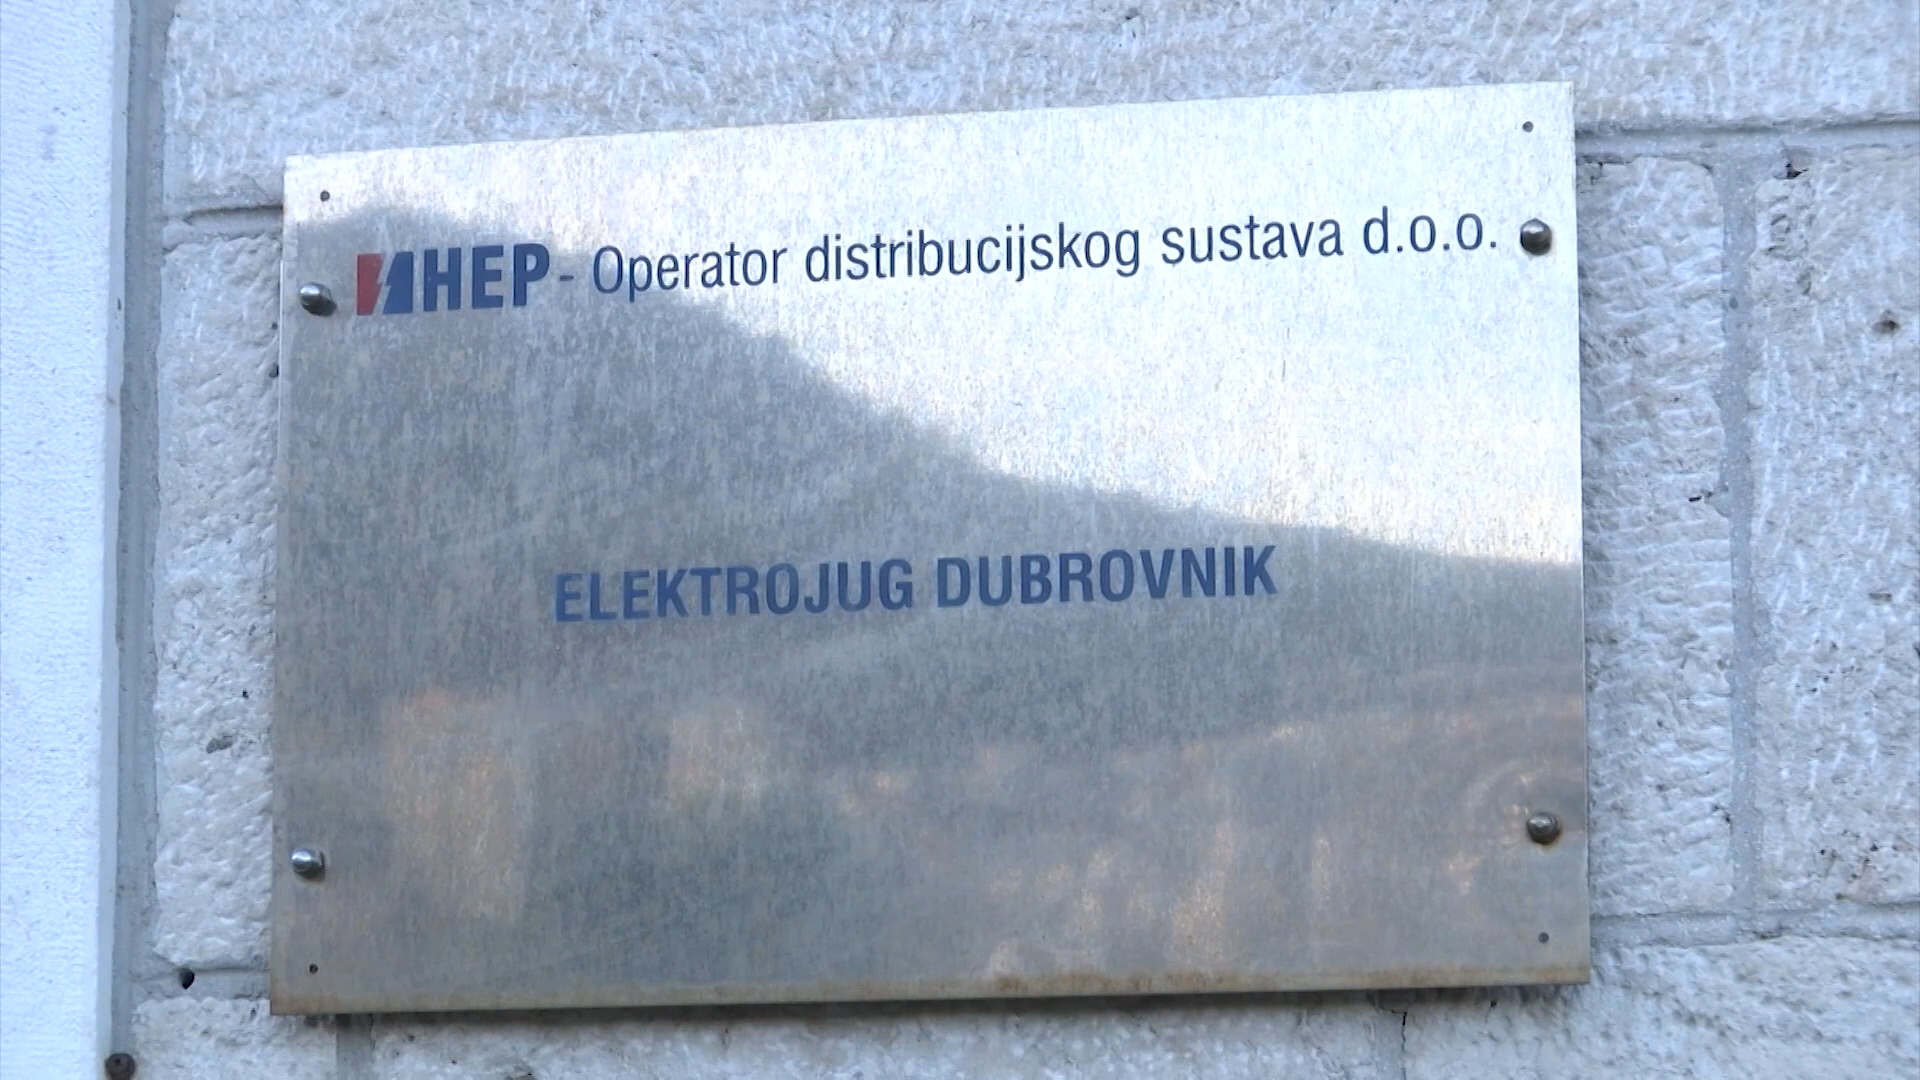 HEP - Operator distribucijskog sustava d.o.o.
ELEKTROJUG DUBROVNIK